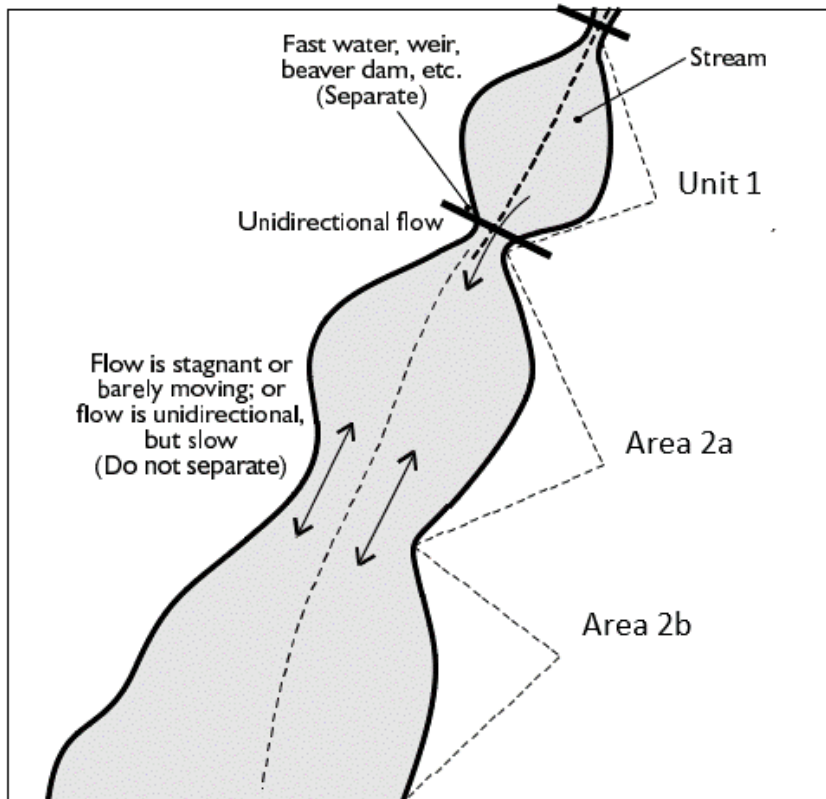 Fast water, weir,
beaver dam, etc.
(Separate)
Stream
Unit 1
Unidirectional flow
Flow is stagnant or
barely moving; or
flow is unidirectional,
but slow
(Do not separate)
Area 2a
Area 2b